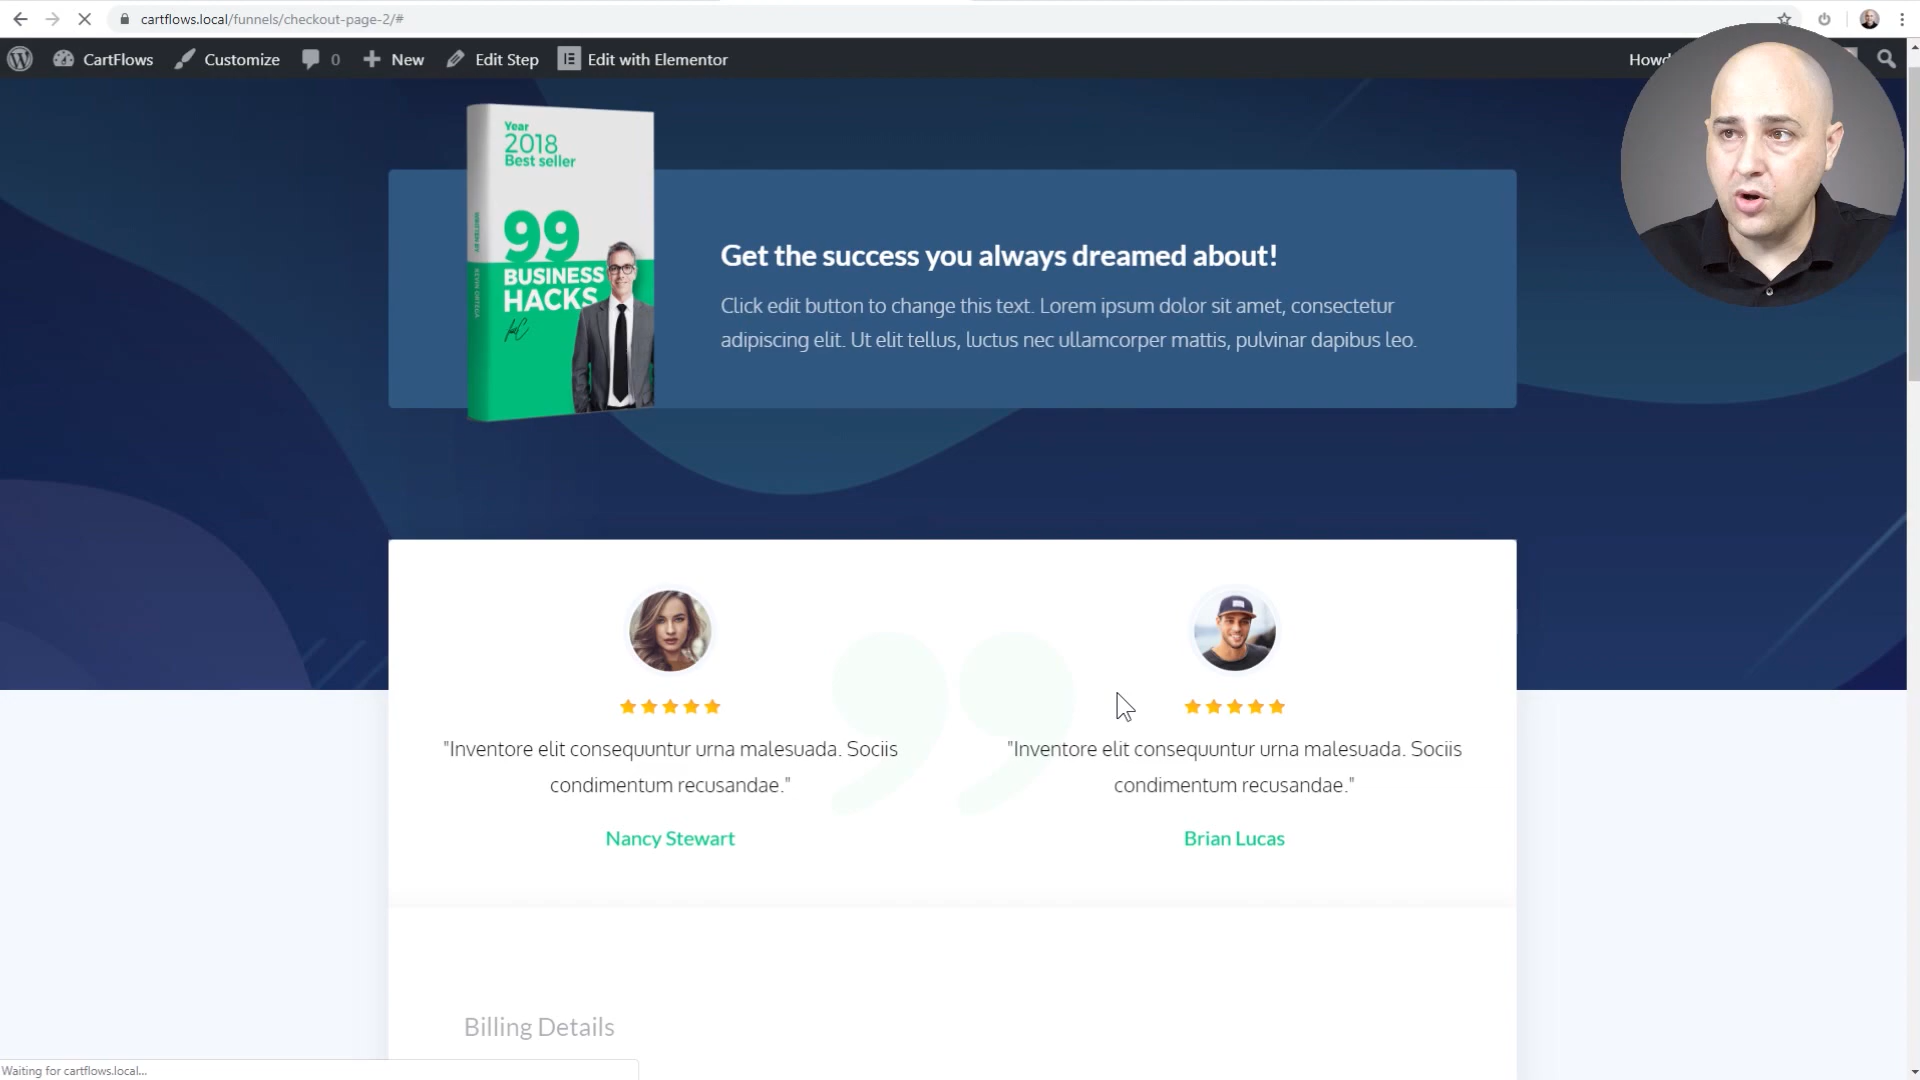 cartflows.local/funnels/checkout-page-2/#
CartFlows
Customize
0
New
Edit Step
Edit with Elementor
Howd
Year
2018
Best seller
99
BUSINESS
HACKS
Get the success you always dreamed about!
Click edit button to change this text. Lorem ipsum dolor sit amet, consectetur
adipiscing elit. Ut elit tellus, luctus nec ullamcorper mattis, pulvinar dapibus leo.
"Inventore elit consequuntur urna malesuada. Sociis
condimentum recusandae."
Nancy Stewart
"Inventore elit consequuntur urna malesuada. Sociis
condimentum recusandae."
Brian Lucas
Billing Details
Waiting for cartflows.local...